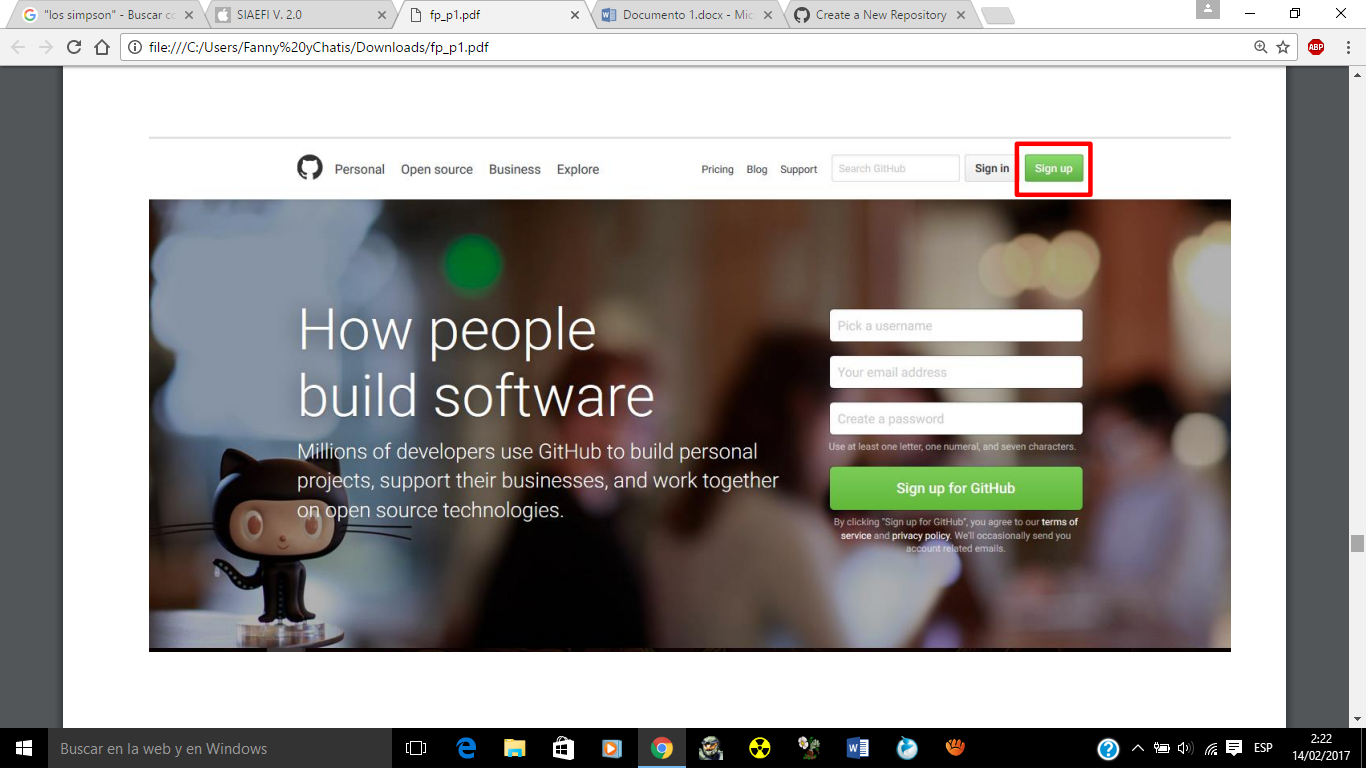 "los simpson" - Buscar co
SIAEFI V. 2.0
fp_p1.pdf
Documento 1.docx - Mic
Create a New Repository
file:///C:/Users/Fanny%20yChatis/Downloads/fp_p1.pdf
ABP
Personal Open source Business Explore Pricing Blog Support Search GitHub Sign in Sign up
How people
build software
Millions of developers use GitHub to build personal
projects, support their businesses, and work together
on open source technologies.
Pick a username
Your email address
Create a password
Use at least one letter, one numeral, and seven characters.
Sign up for GitHub
By clicking "Sign up for GitHub", you agree to our terms of
service and privacy policy. We'll occasionally send you
account related emails.
Buscar en la web y en Windows
ESP
2:22
14/02/2017